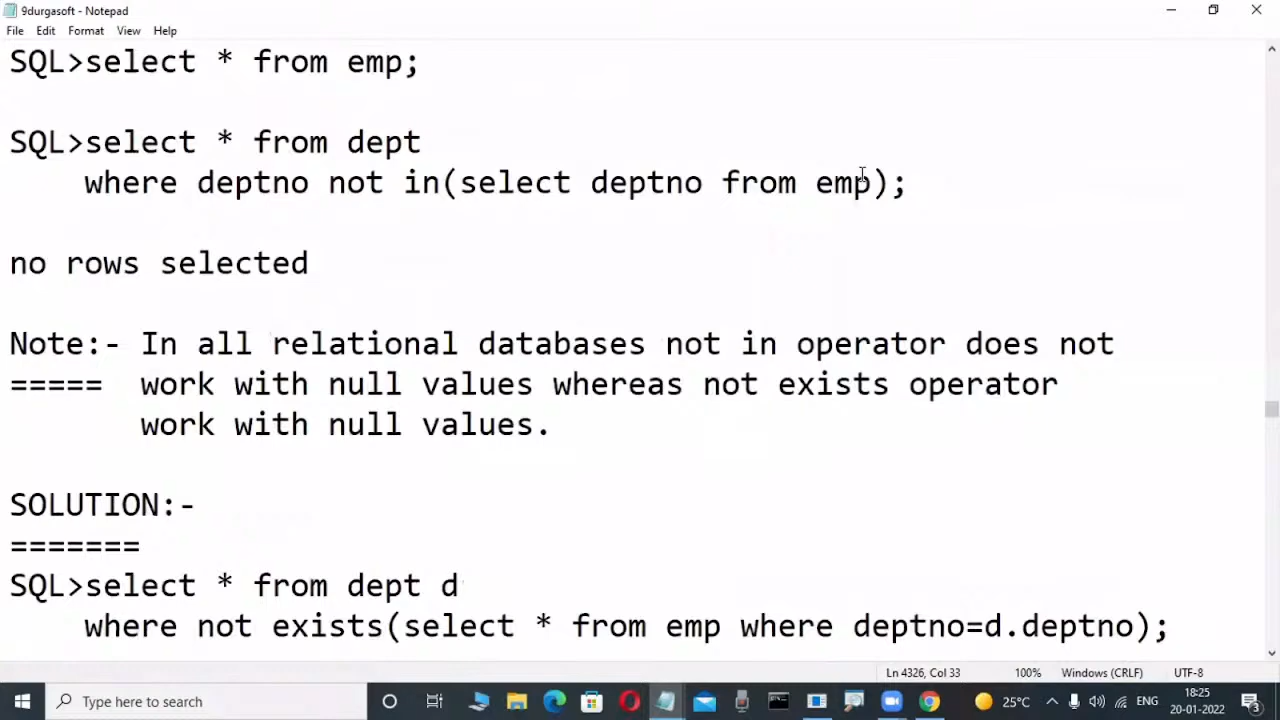 9durgasoft - Notepad
File Edit Format View Help
SQL>select * from emp;
SQL>select * from dept
where deptno not in(select deptno from emp);
no rows selected
Note:- In all relational databases not in operator does not
===== work with null values whereas not exists operator
work with null values.
SOLUTION:-
=======
SQL>select * from dept d
where not exists(select * from emp where deptno=d.deptno);
Ln 4326, Col 33 100% Windows (CRLF) UTF-8
Type here to search 25°C ENG 18:25
20-01-2022 3